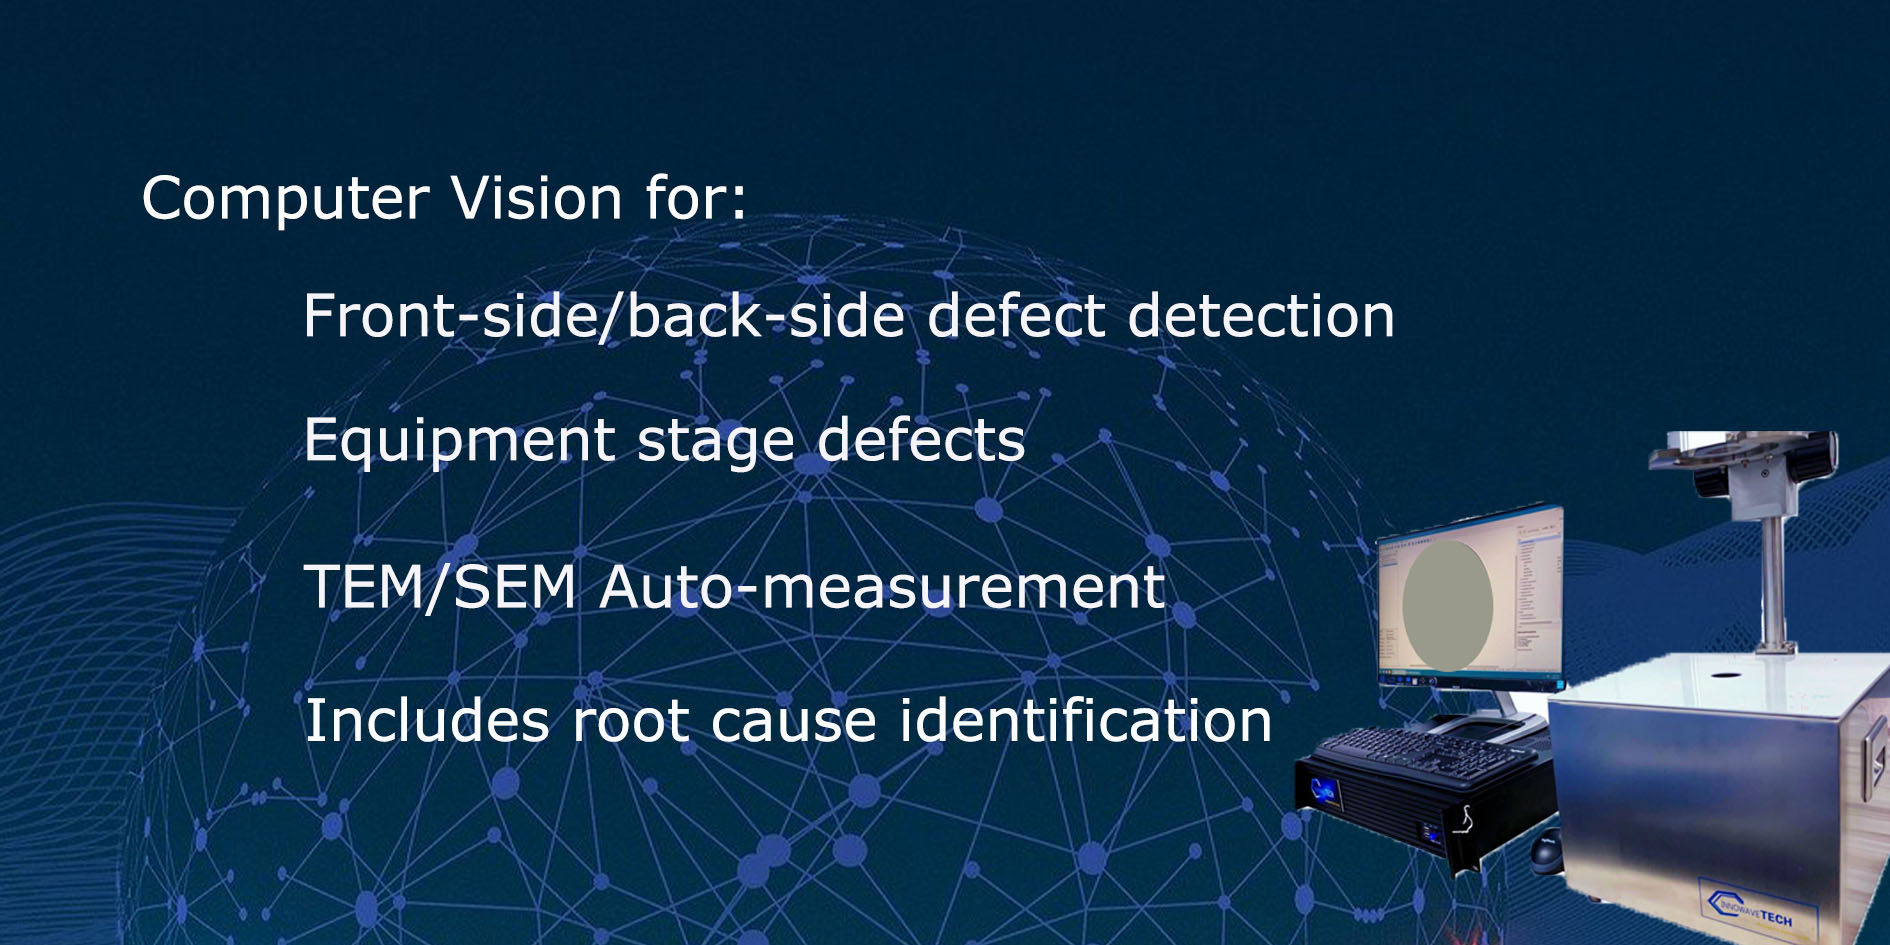 Computer Vision for:
Front-side/back-side defect detection
Equipment stage defects
TEM/SEM Auto-measurement
Includes root cause identification
INNOWAVETECH